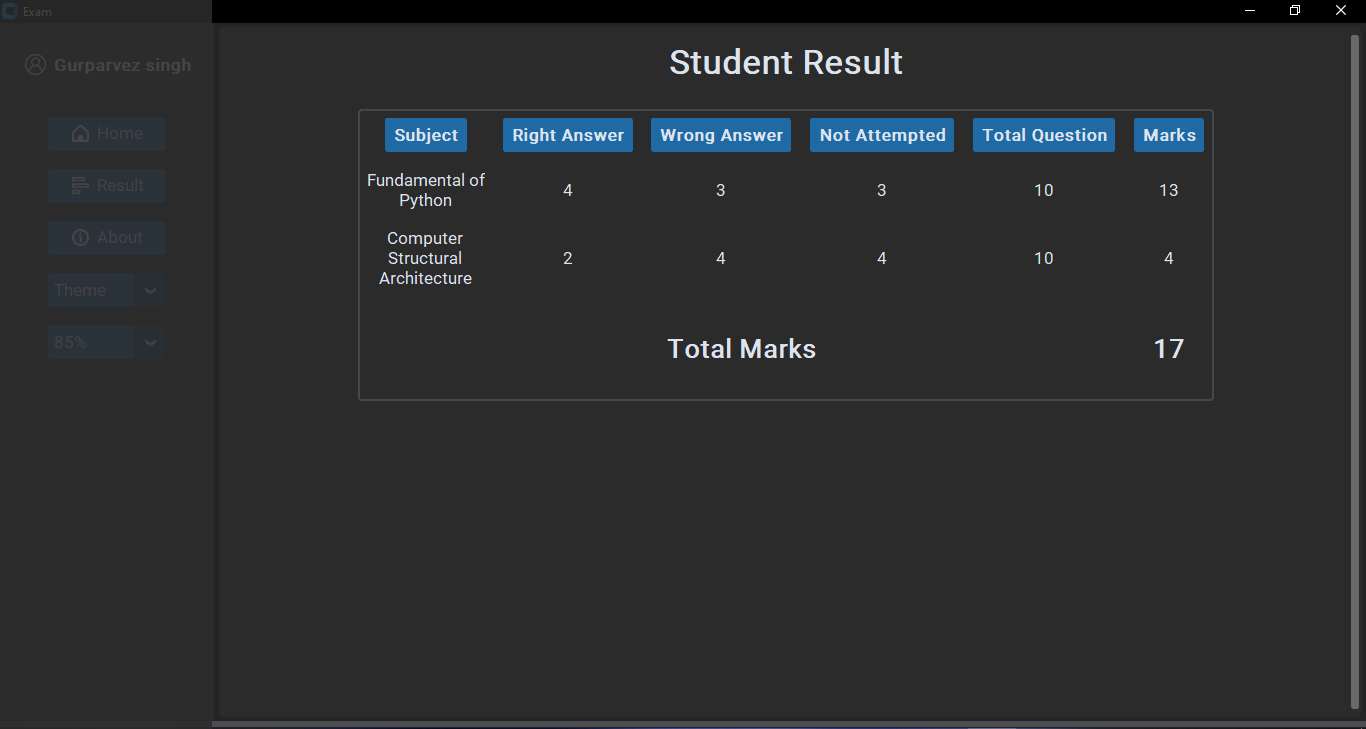 Exam
Gurparvez singh
Home
Result
About
Theme
85%
Student Result
Subject Right Answer Wrong Answer Not Attempted Total Question Marks
Fundamental of
Python
4 3 3 10 13
Computer
Structural
Architecture
2 4 4 10 4
Total Marks 17